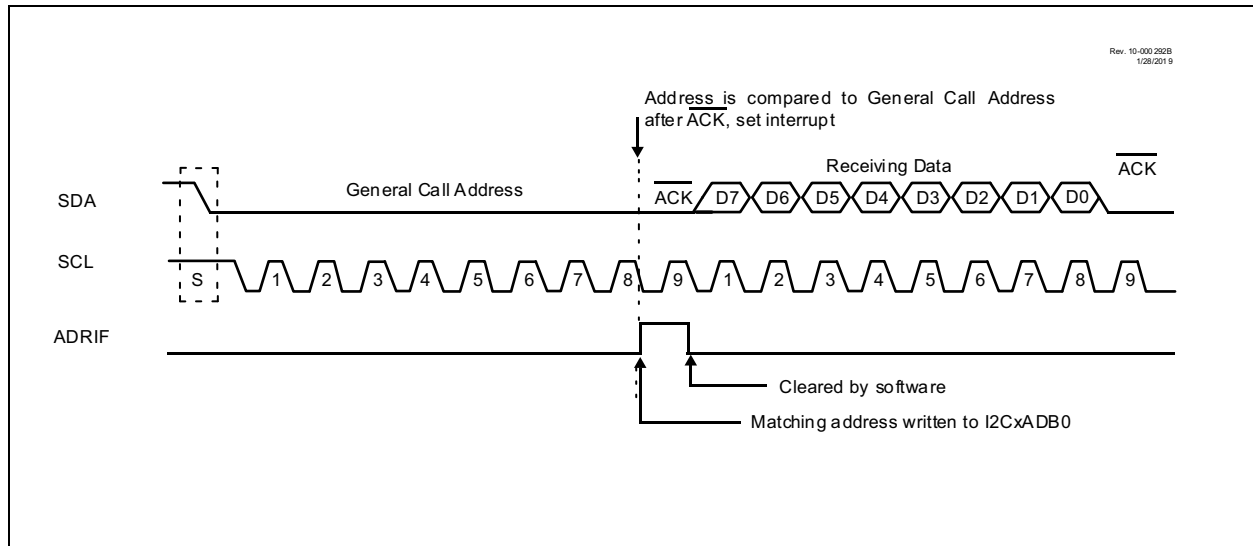 Rev. 10-000 292B
1/28/201 9
Address is compared to General Call Address
after ACK, set interrupt
Receiving Data
ACK
General Call Address
SDA
ACK D7 D6 D5 D4 D3 D2 D1 D0
SCL
S 1 2 3 4 5 6 7 8 9 1 2 3 4 5 6 7 8 9
ADRIF
Cleared by software
Matching address written to I2CxADB0